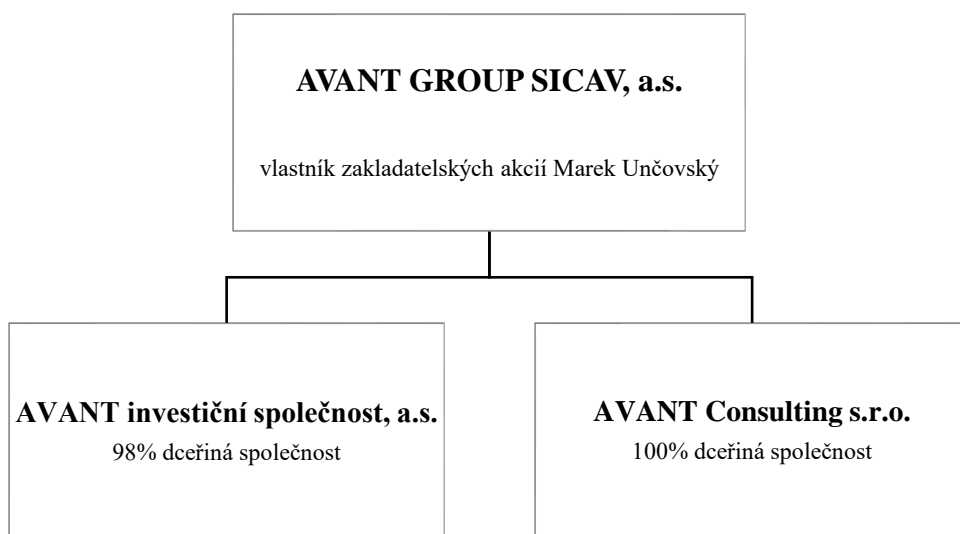 AVANT GROUP SICAV, a.s.
vlastník zakladatelských akcií Marek Unčovský
AVANT investiční společnost, a.s.
98% dceřiná společnost
AVANT Consulting s.r.o.
100% dceřiná společnost